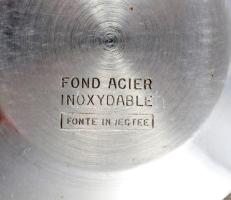 FOND ACIER
INOXYDABLE
FONTE INJECTEE